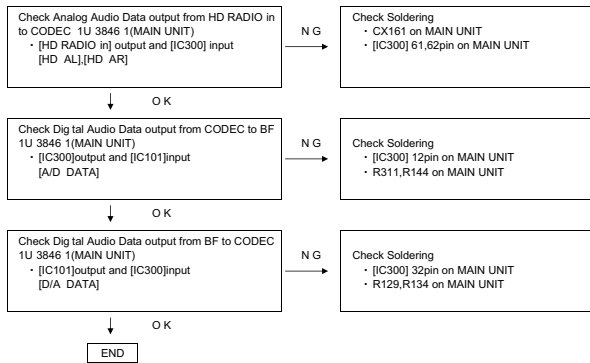 Check Analog Audio Data output from HD RADIO in
to CODEC 1U 3846 1(MAIN UNIT)
・[HD RADIO in] output and [IC300] input
[HD AL],[HD AR]
N G
Check Soldering
・CX161 on MAIN UNIT
・[IC300] 61,62pin on MAIN UNIT
O K
Check Dig tal Audio Data output from CODEC to BF
1U 3846 1(MAIN UNIT)
・[IC300]output and [IC101]input
[A/D DATA]
N G
Check Soldering
・[IC300] 12pin on MAIN UNIT
・R311,R144 on MAIN UNIT
O K
Check Dig tal Audio Data output from BF to CODEC
1U 3846 1(MAIN UNIT)
・[IC101]output and [IC300]input
[D/A DATA]
N G
Check Soldering
・[IC300] 32pin on MAIN UNIT
・R129,R134 on MAIN UNIT
O K
END